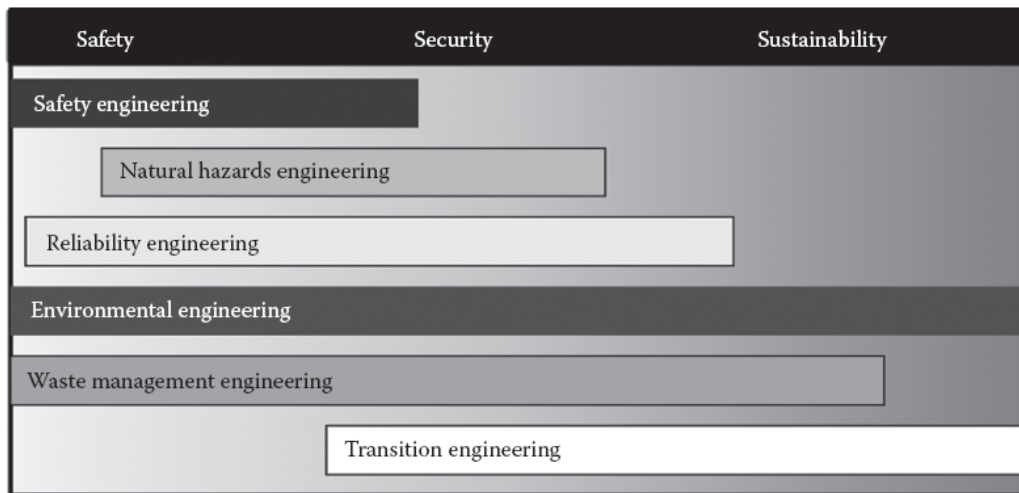 Safety Security Sustainability
Safety engineering
Natural hazards engineering
Reliability engineering
Environmental engineering
Waste management engineering
Transition engineering